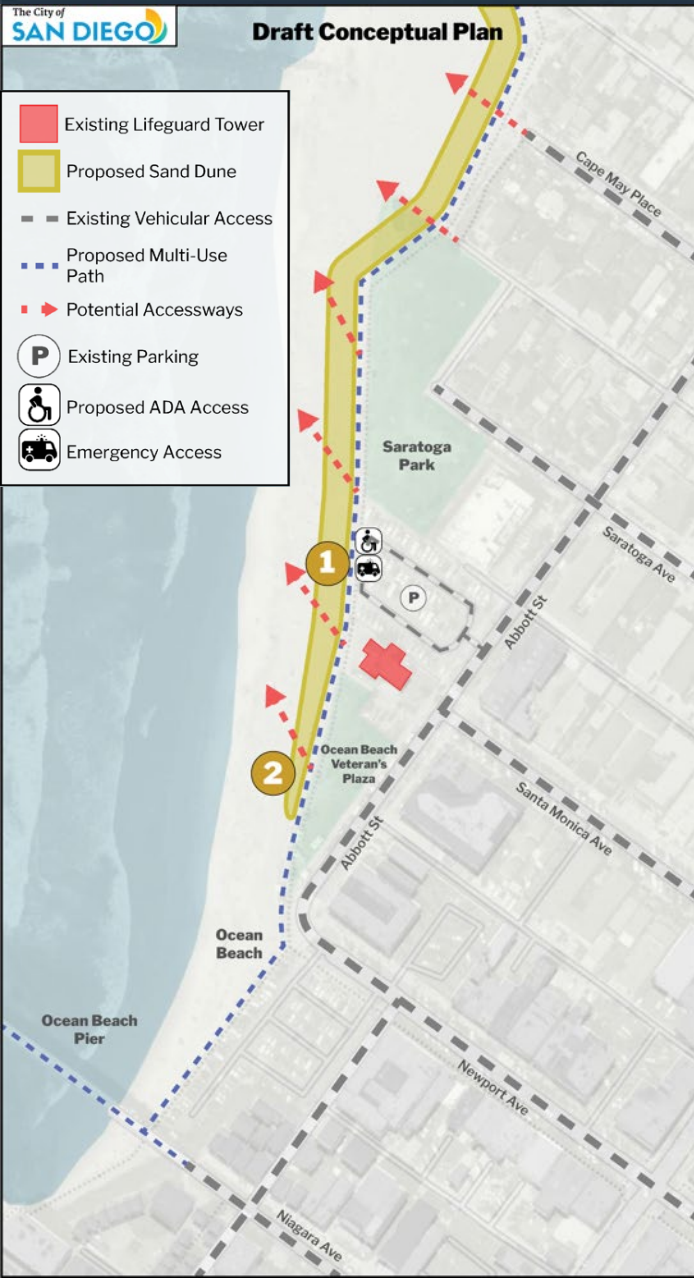 The City of
SAN DIEGO
Draft Conceptual Plan
Existing Lifeguard Tower
Proposed Sand Dune
Existing Vehicular Access
Proposed Multi-Use
Path
Potential Accessways
P
Existing Parking
Proposed ADA Access
Emergency Access
Cape May Place
Saratoga
Park
Saratoga Ave
1
P
Abbott St
2
Ocean Beach
Veteran's
Plaza
Santa Monica Ave
Abbott St
Ocean
Beach
Ocean Beach
Pier
Newport Ave
Niagara Ave